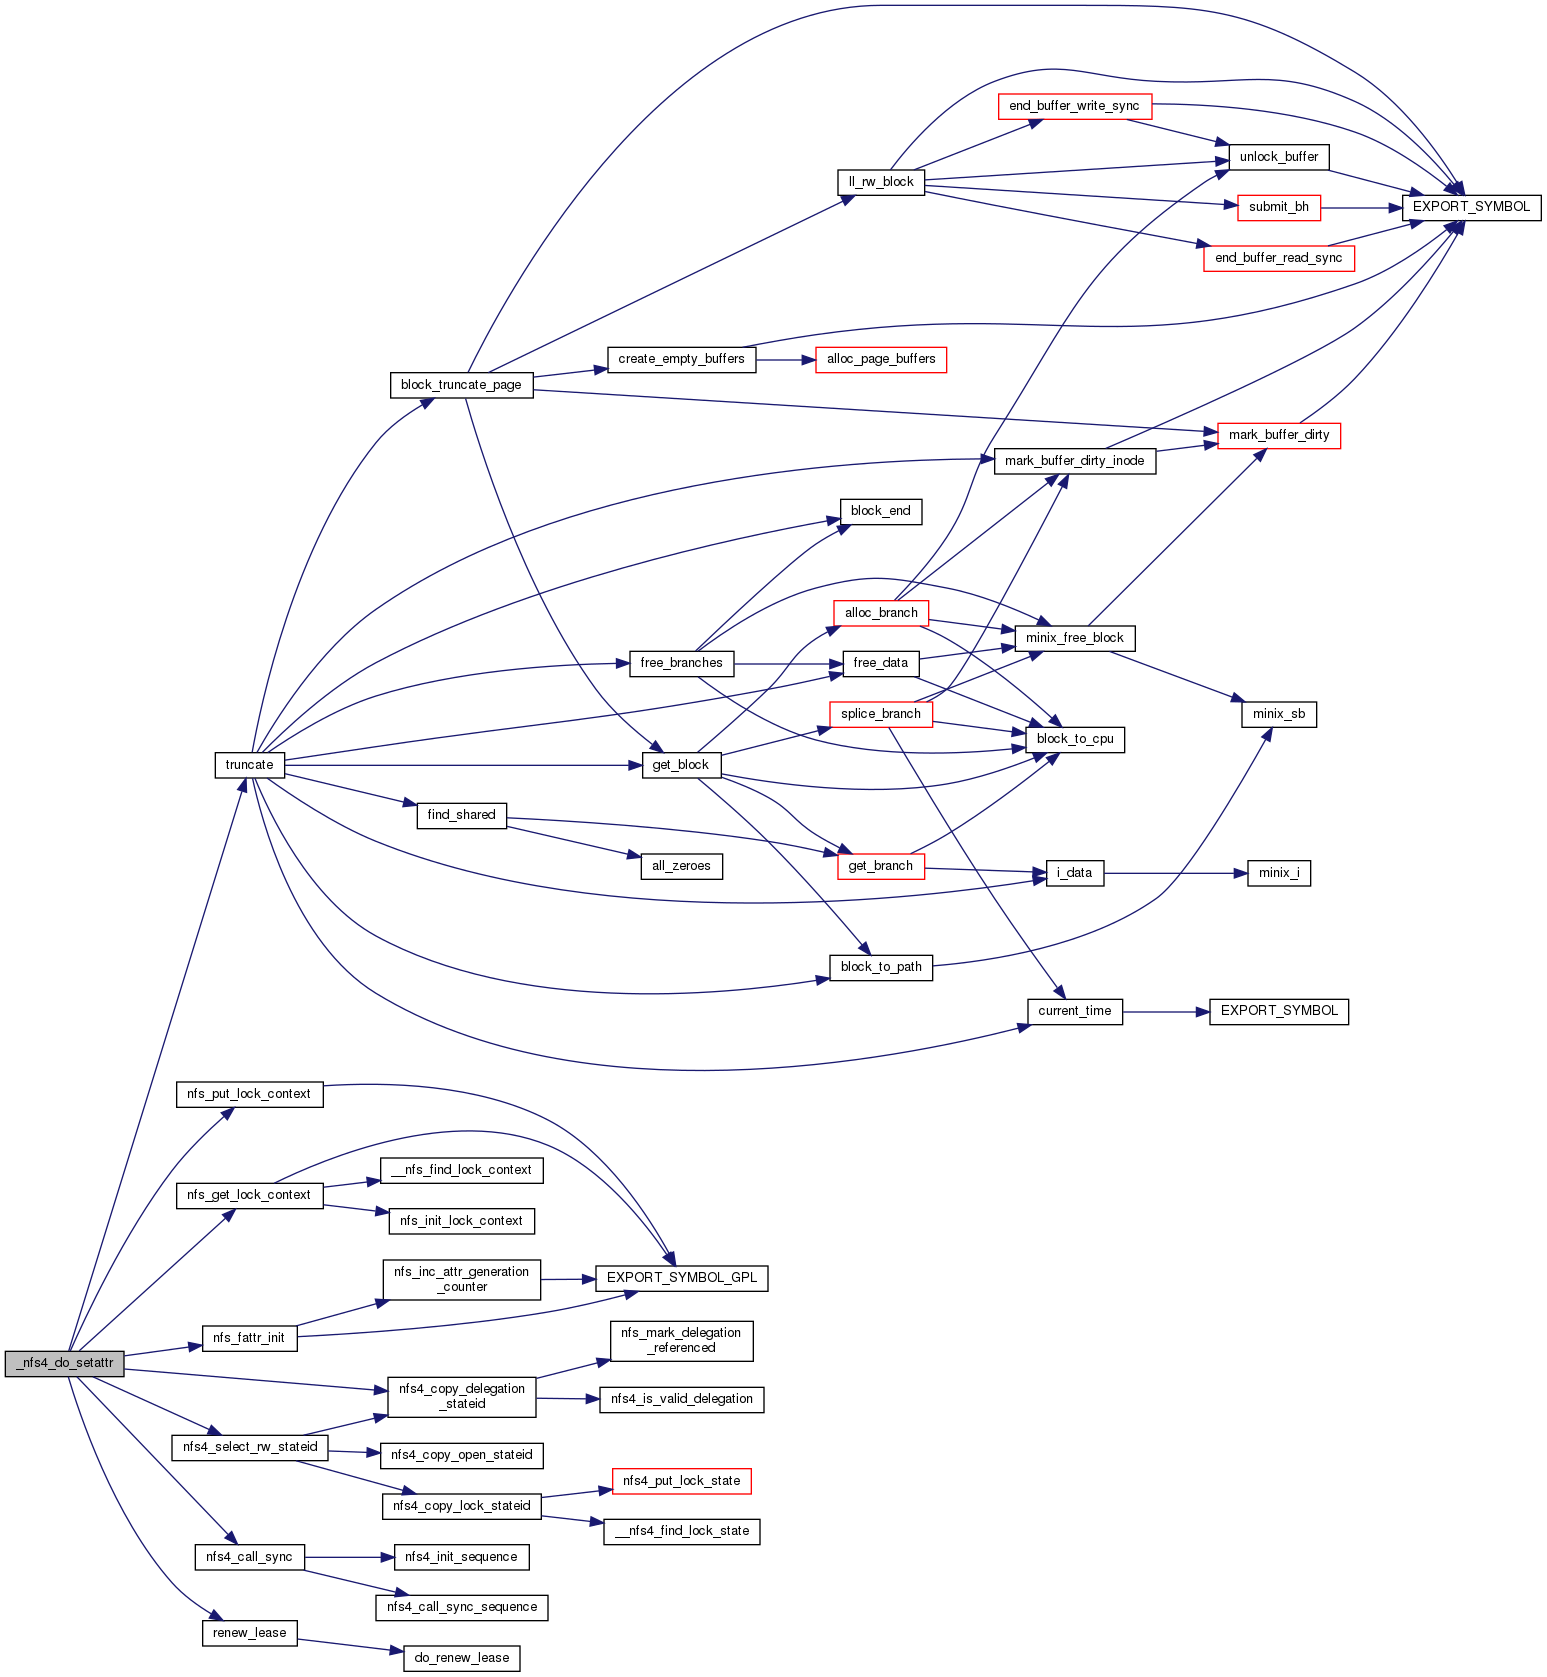 end_buffer_write_sync
unlock_buffer
ll_rw_block
submit_bh
EXPORT_SYMBOL
end_buffer_read_sync
create_empty_buffers
alloc_page_buffers
block_truncate_page
mark_buffer_dirty
mark_buffer_dirty_inode
block_end
alloc_branch
minix_free_block
free_branches
free_data
splice_branch
minix_sb
block_to_cpu
truncate
get_block
find_shared
all_zeroes
get_branch
i_data
minix_i
block_to_path
current_time
EXPORT_SYMBOL
nfs_put_lock_context
__nfs_find_lock_context
nfs_get_lock_context
nfs_init_lock_context
nfs_inc_attr_generation
_counter
EXPORT_SYMBOL_GPL
nfs_fattr_init
nfs_mark_delegation
_referenced
_nfs4_do_setattr
nfs4_copy_delegation
_stateid
nfs4_is_valid_delegation
nfs4_select_rw_stateid
nfs4_copy_open_stateid
nfs4_put_lock_state
nfs4_copy_lock_stateid
__nfs4_find_lock_state
nfs4_call_sync
nfs4_init_sequence
nfs4_call_sync_sequence
renew_lease
do_renew_lease